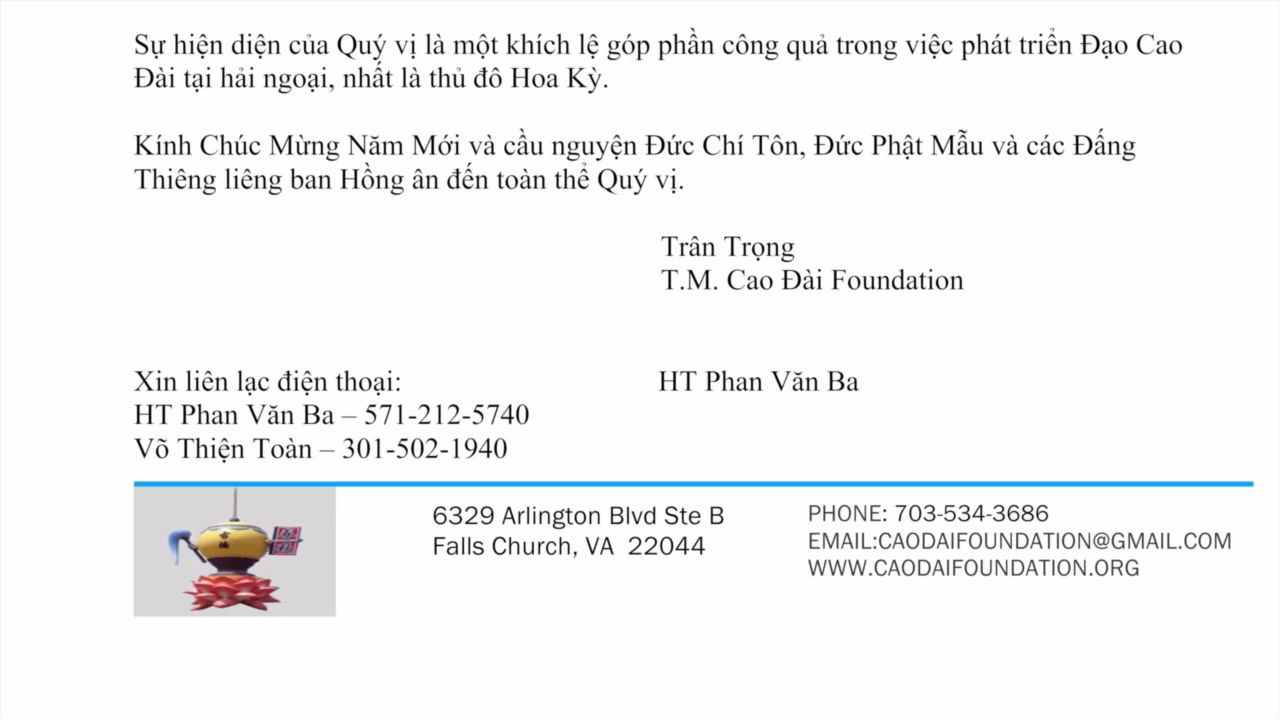 Sự hiện diện của Quý vị là một khích lệ góp phần công quả trong việc phát triển Đạo Cao
Đài tại hải ngoại, nhất là thủ đô Hoa Kỳ.
Kính Chúc Mừng Năm Mới và cầu nguyện Đức Chí Tôn, Đức Phật Mẫu và các Đấng
Thiêng liêng ban Hồng ân đến toàn thể Quý vị.
Trân Trọng
T.M. Cao Đài Foundation
Xin liên lạc điện thoại:
HT Phan Văn Ba
HT Phan Văn Ba – 571-212-5740
Võ Thiện Toàn – 301-502-1940
6329 Arlington Blvd Ste B
Falls Church, VA 22044
PHONE: 703-534-3686
EMAIL:CAODAIFOUNDATION@GMAIL.COM
WWW.CAODAIFOUNDATION.ORG